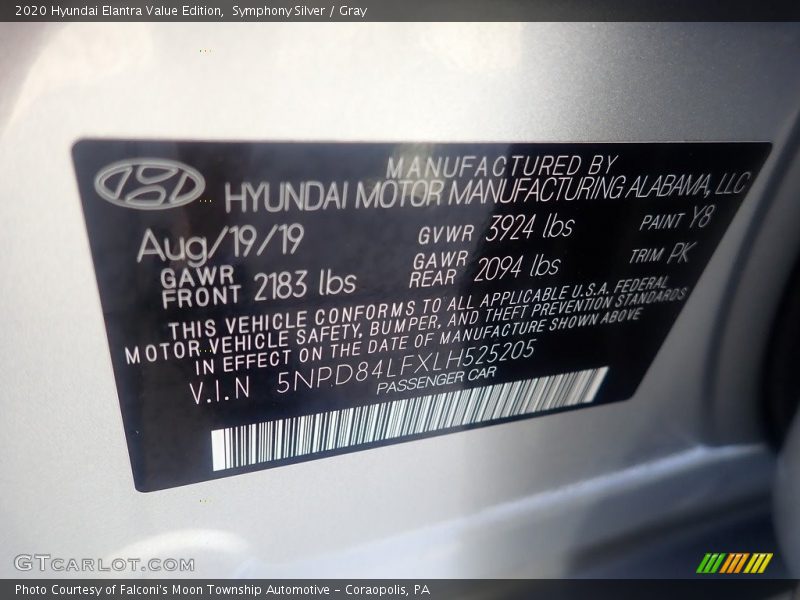 2020 Hyundai Elantra Value Edition, Symphony Silver / Gray
MANUFACTURED BY
HYUNDAI MOTOR MANUFACTURING ALABAMA, LLC
Aug/19/19 GVWR 3924 lbs PAINT Y8
GAWR FRONT 2183 lbs GAWR REAR 2094 lbs TRIM PK
THIS VEHICLE CONFORMS TO ALL APPLICABLE U.S.A. FEDERAL
MOTOR VEHICLE SAFETY, BUMPER, AND THEFT PREVENTION STANDARDS
IN EFFECT ON THE DATE OF MANUFACTURE SHOWN ABOVE
V.I.N 5NPD84LFXLH525205
PASSENGER CAR
GTCARLOT.COM
Photo Courtesy of Falconi's Moon Township Automotive – Coraopolis, PA